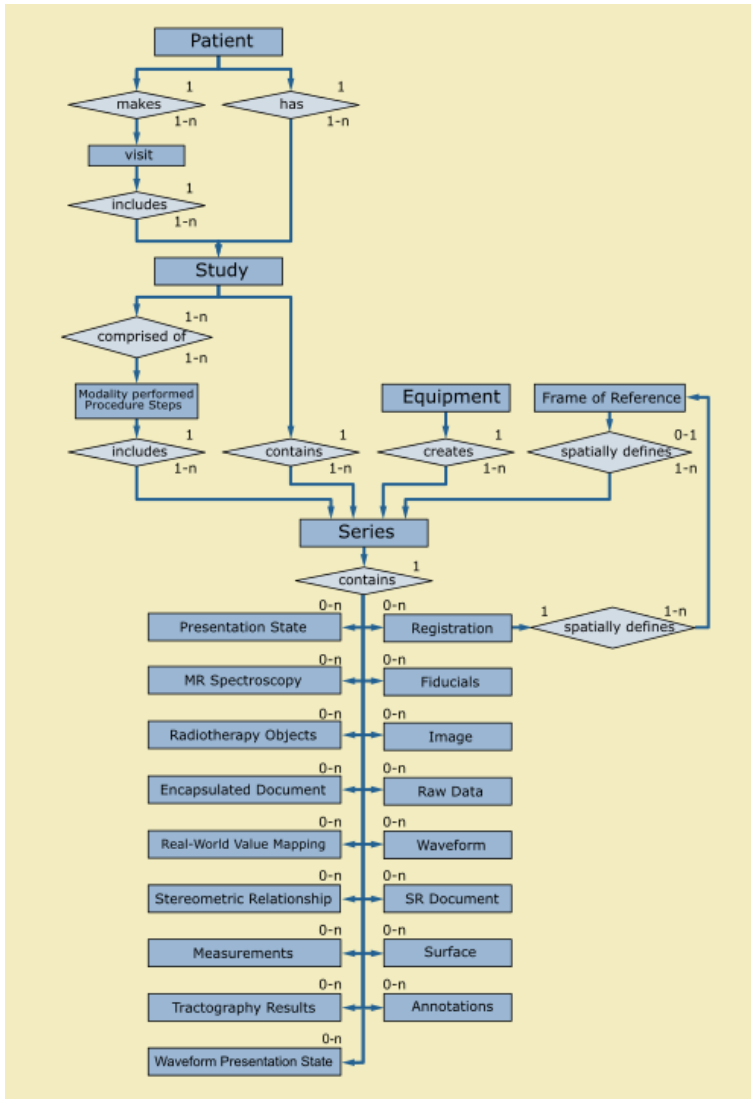 Patient
1
1
makes
has
1-n
1-n
visit
1
includes
1-n
Study
1-n
comprised of
1-n
Modality performed
Procedure Steps
Equipment
Frame of Reference
1
1
1
0-1
includes
contains
creates
spatially defines
1-n
1-n
1-n
1-n
Series
1
contains
0-n
0-n
1
1-n
Presentation State
Registration
spatially defines
0-n
0-n
MR Spectroscopy
Fiducials
0-n
0-n
Radiotherapy Objects
Image
0-n
0-n
Encapsulated Document
Raw Data
0-n
0-n
Real-World Value Mapping
Waveform
0-n
0-n
Stereometric Relationship
SR Document
0-n
0-n
Measurements
Surface
0-n
0-n
Tractography Results
Annotations
0-n
Waveform Presentation State